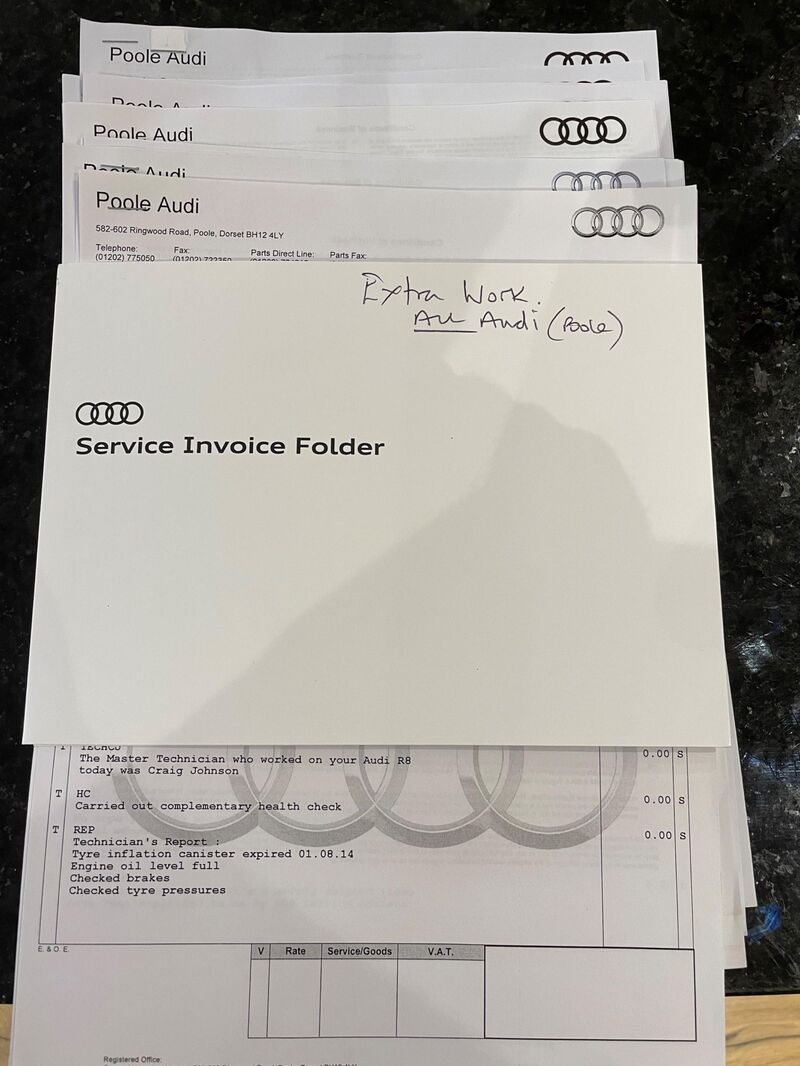 Poole Audi
Poole Audi
Poole Audi
Poole Audi
Poole Audi
582-602 Ringwood Road, Poole, Dorset BH12 4LY
Telephone: Fax: Parts Direct Line: Parts Fax:
(01202) 775050
Extra Work.
All Audi (Poole)
Service Invoice Folder
The Master Technician who worked on your Audi R8
today was Craig Johnson
0.00 S
T HC 0.00 S
Carried out complementary health check
T REP 0.00 S
Technician's Report :
Tyre inflation canister expired 01.08.14
Engine oil level full
Checked brakes
Checked tyre pressures
E. & O. E.
V Rate Service/Goods V.A.T.
Registered Office: